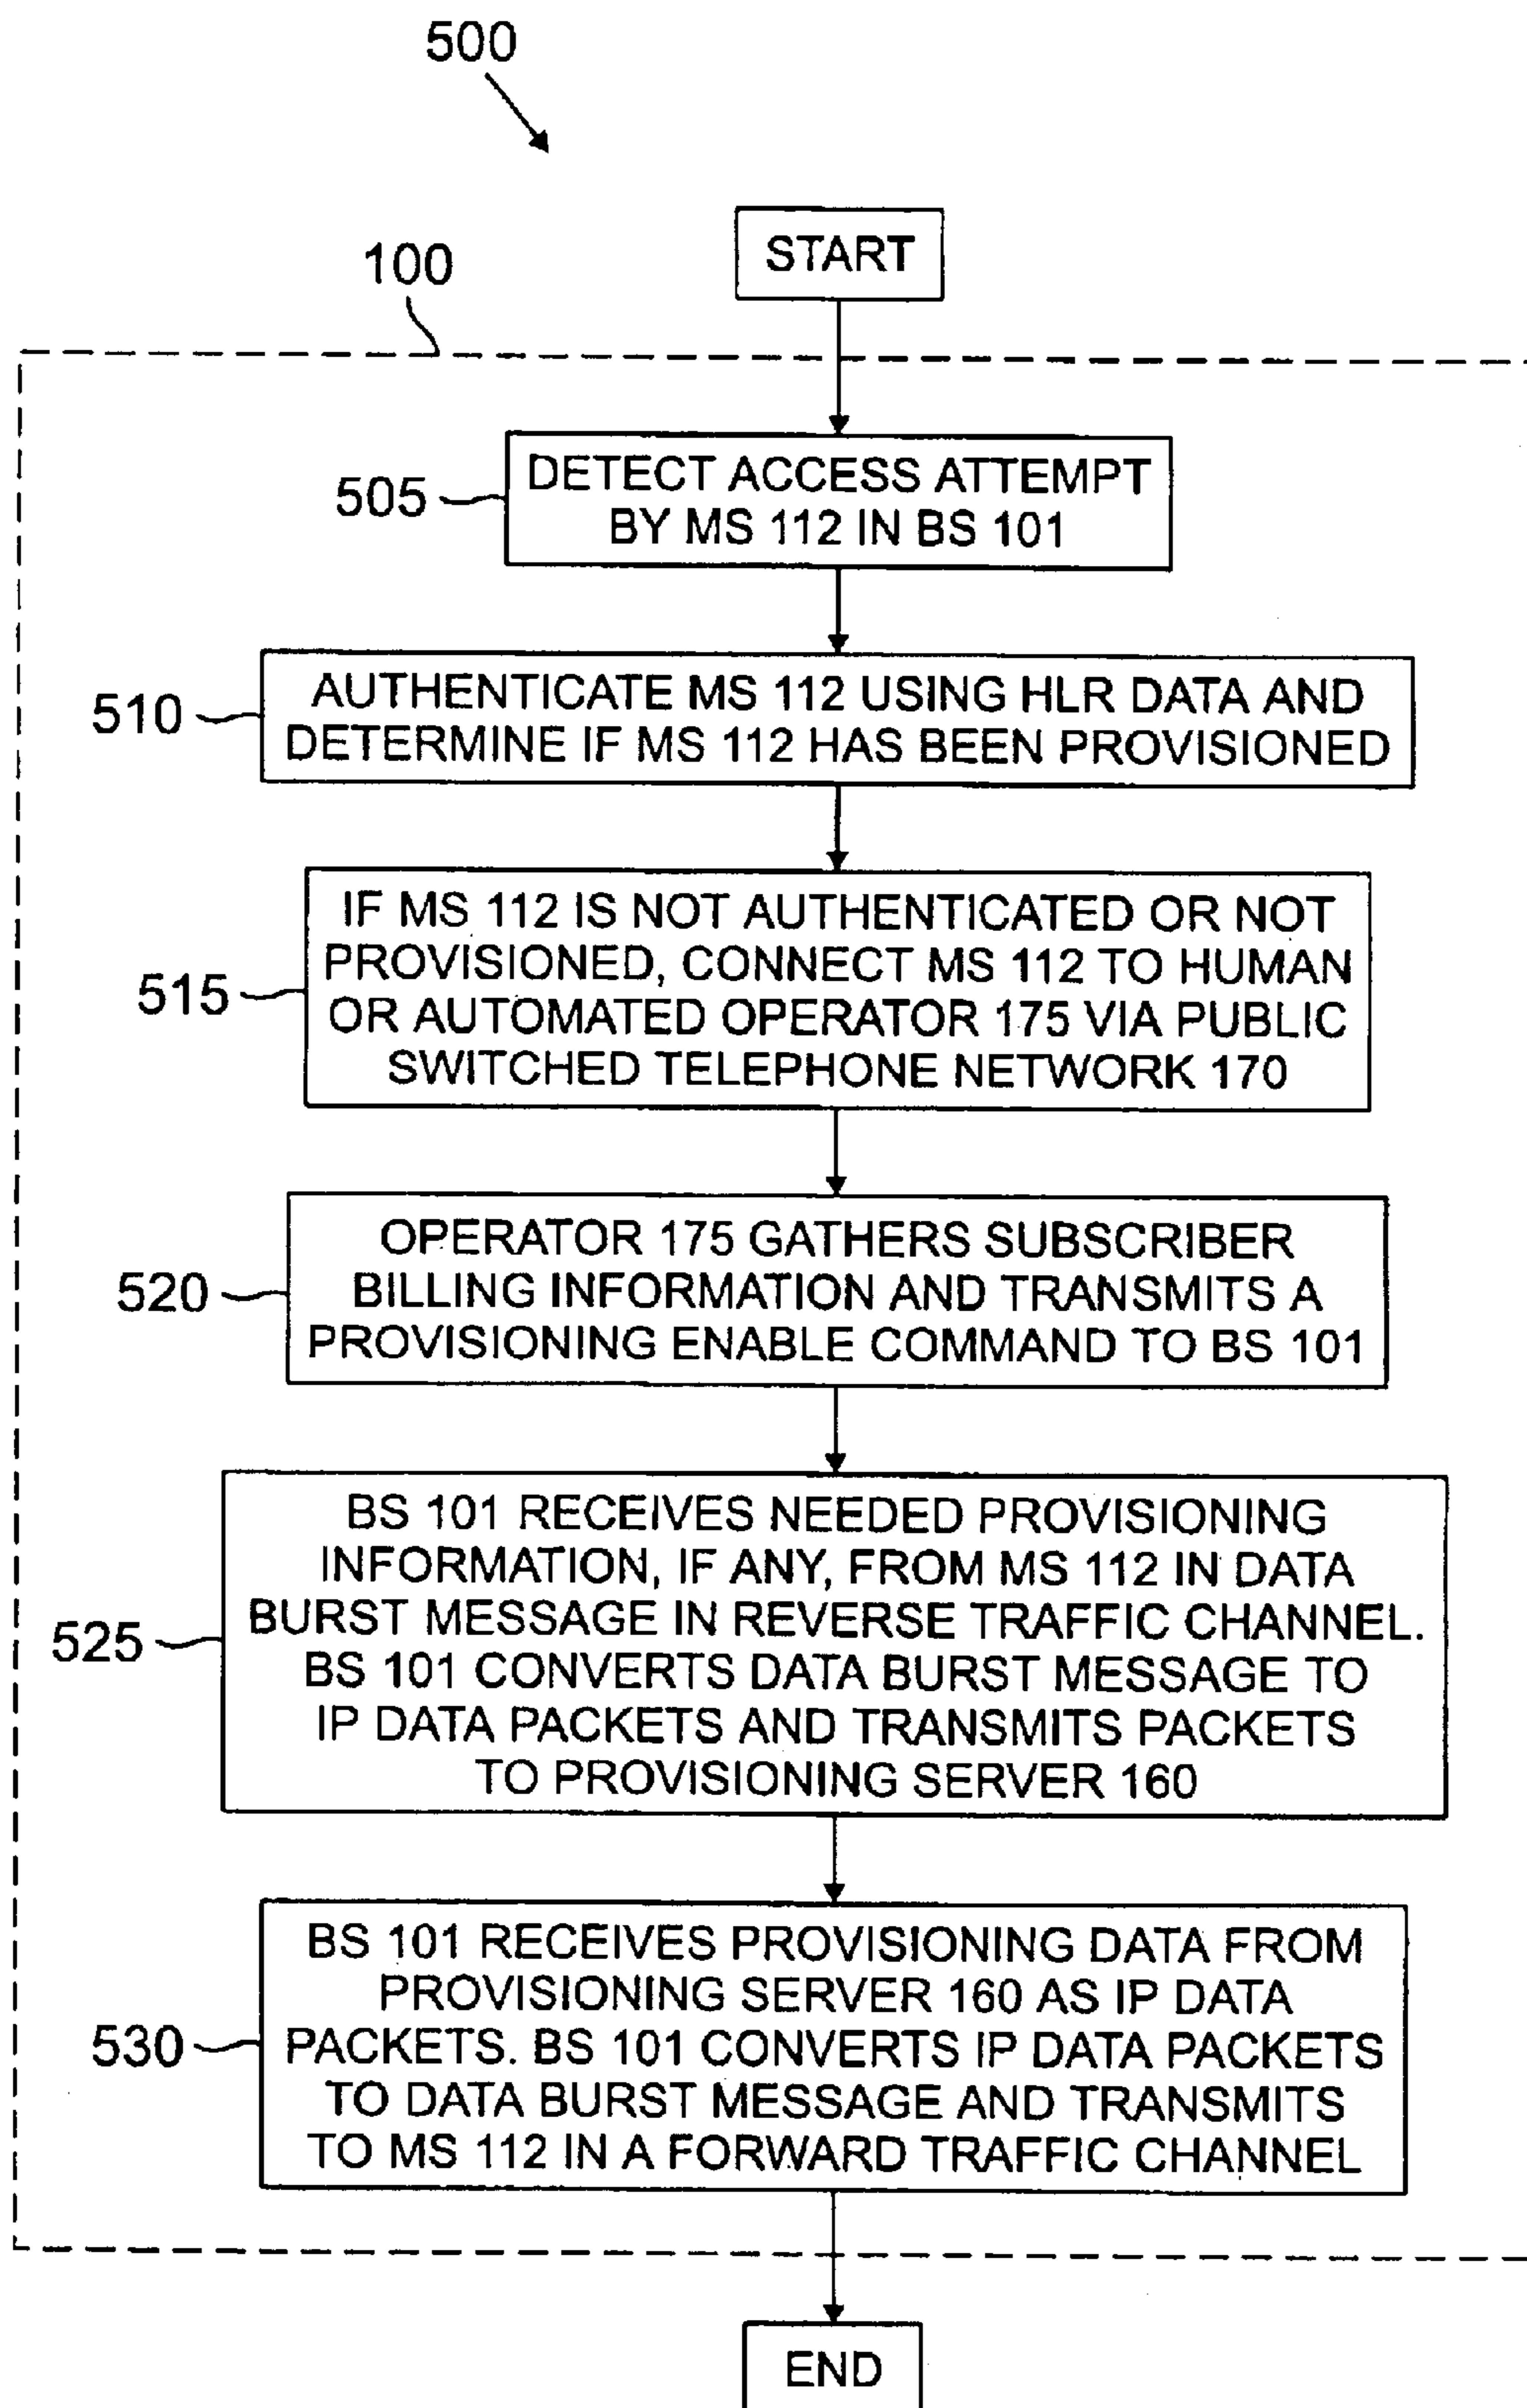 500
START
100
505
DETECT ACCESS ATTEMPT
BY MS 112 IN BS 101
510
AUTHENTICATE MS 112 USING HLR DATA AND
DETERMINE IF MS 112 HAS BEEN PROVISIONED
515
IF MS 112 IS NOT AUTHENTICATED OR NOT
PROVISIONED, CONNECT MS 112 TO HUMAN
OR AUTOMATED OPERATOR 175 VIA PUBLIC
SWITCHED TELEPHONE NETWORK 170
520
OPERATOR 175 GATHERS SUBSCRIBER
BILLING INFORMATION AND TRANSMITS A
PROVISIONING ENABLE COMMAND TO BS 101
525
BS 101 RECEIVES NEEDED PROVISIONING
INFORMATION, IF ANY, FROM MS 112 IN DATA
BURST MESSAGE IN REVERSE TRAFFIC CHANNEL.
BS 101 CONVERTS DATA BURST MESSAGE TO
IP DATA PACKETS AND TRANSMITS PACKETS
TO PROVISIONING SERVER 160
530
BS 101 RECEIVES PROVISIONING DATA FROM
PROVISIONING SERVER 160 AS IP DATA
PACKETS. BS 101 CONVERTS IP DATA PACKETS
TO DATA BURST MESSAGE AND TRANSMITS
TO MS 112 IN A FORWARD TRAFFIC CHANNEL
END